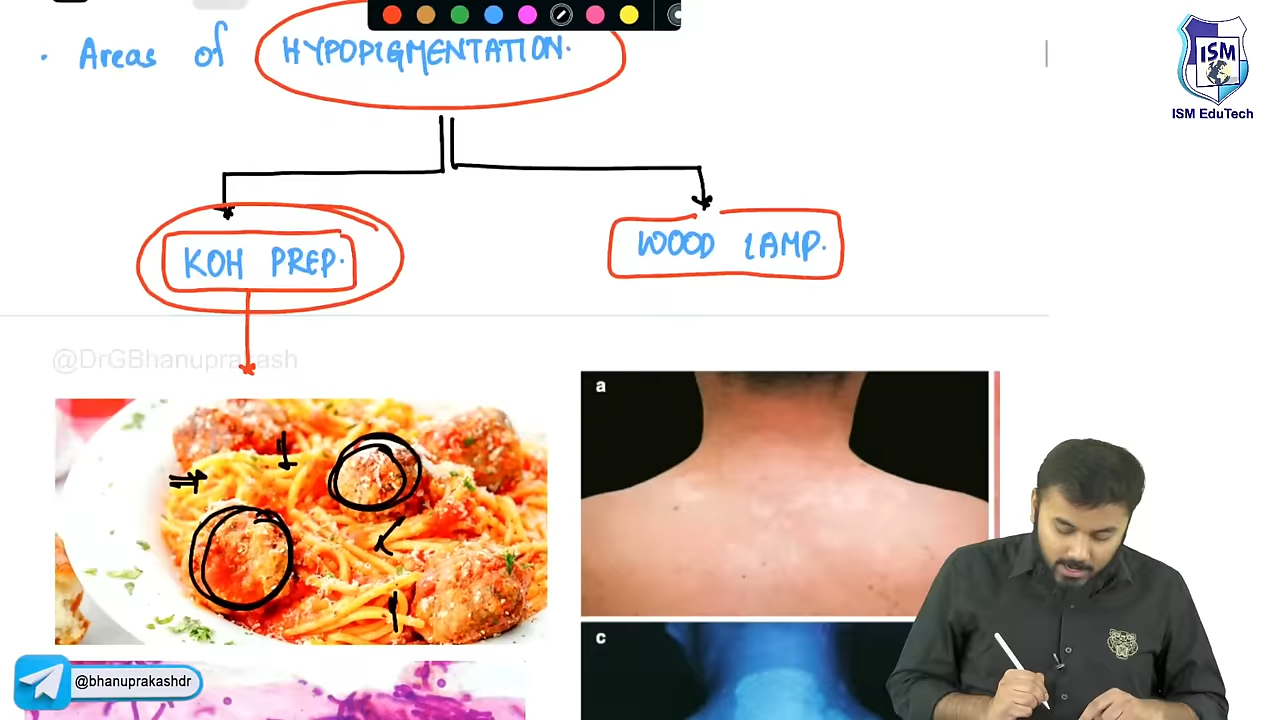 · Areas of HYPOPIGMENTATION.
ISM
ISM EduTech
KOH PREP.
WOOD LAMP.
@DrGBhanuprakash
a
c
@bhanuprakashdr